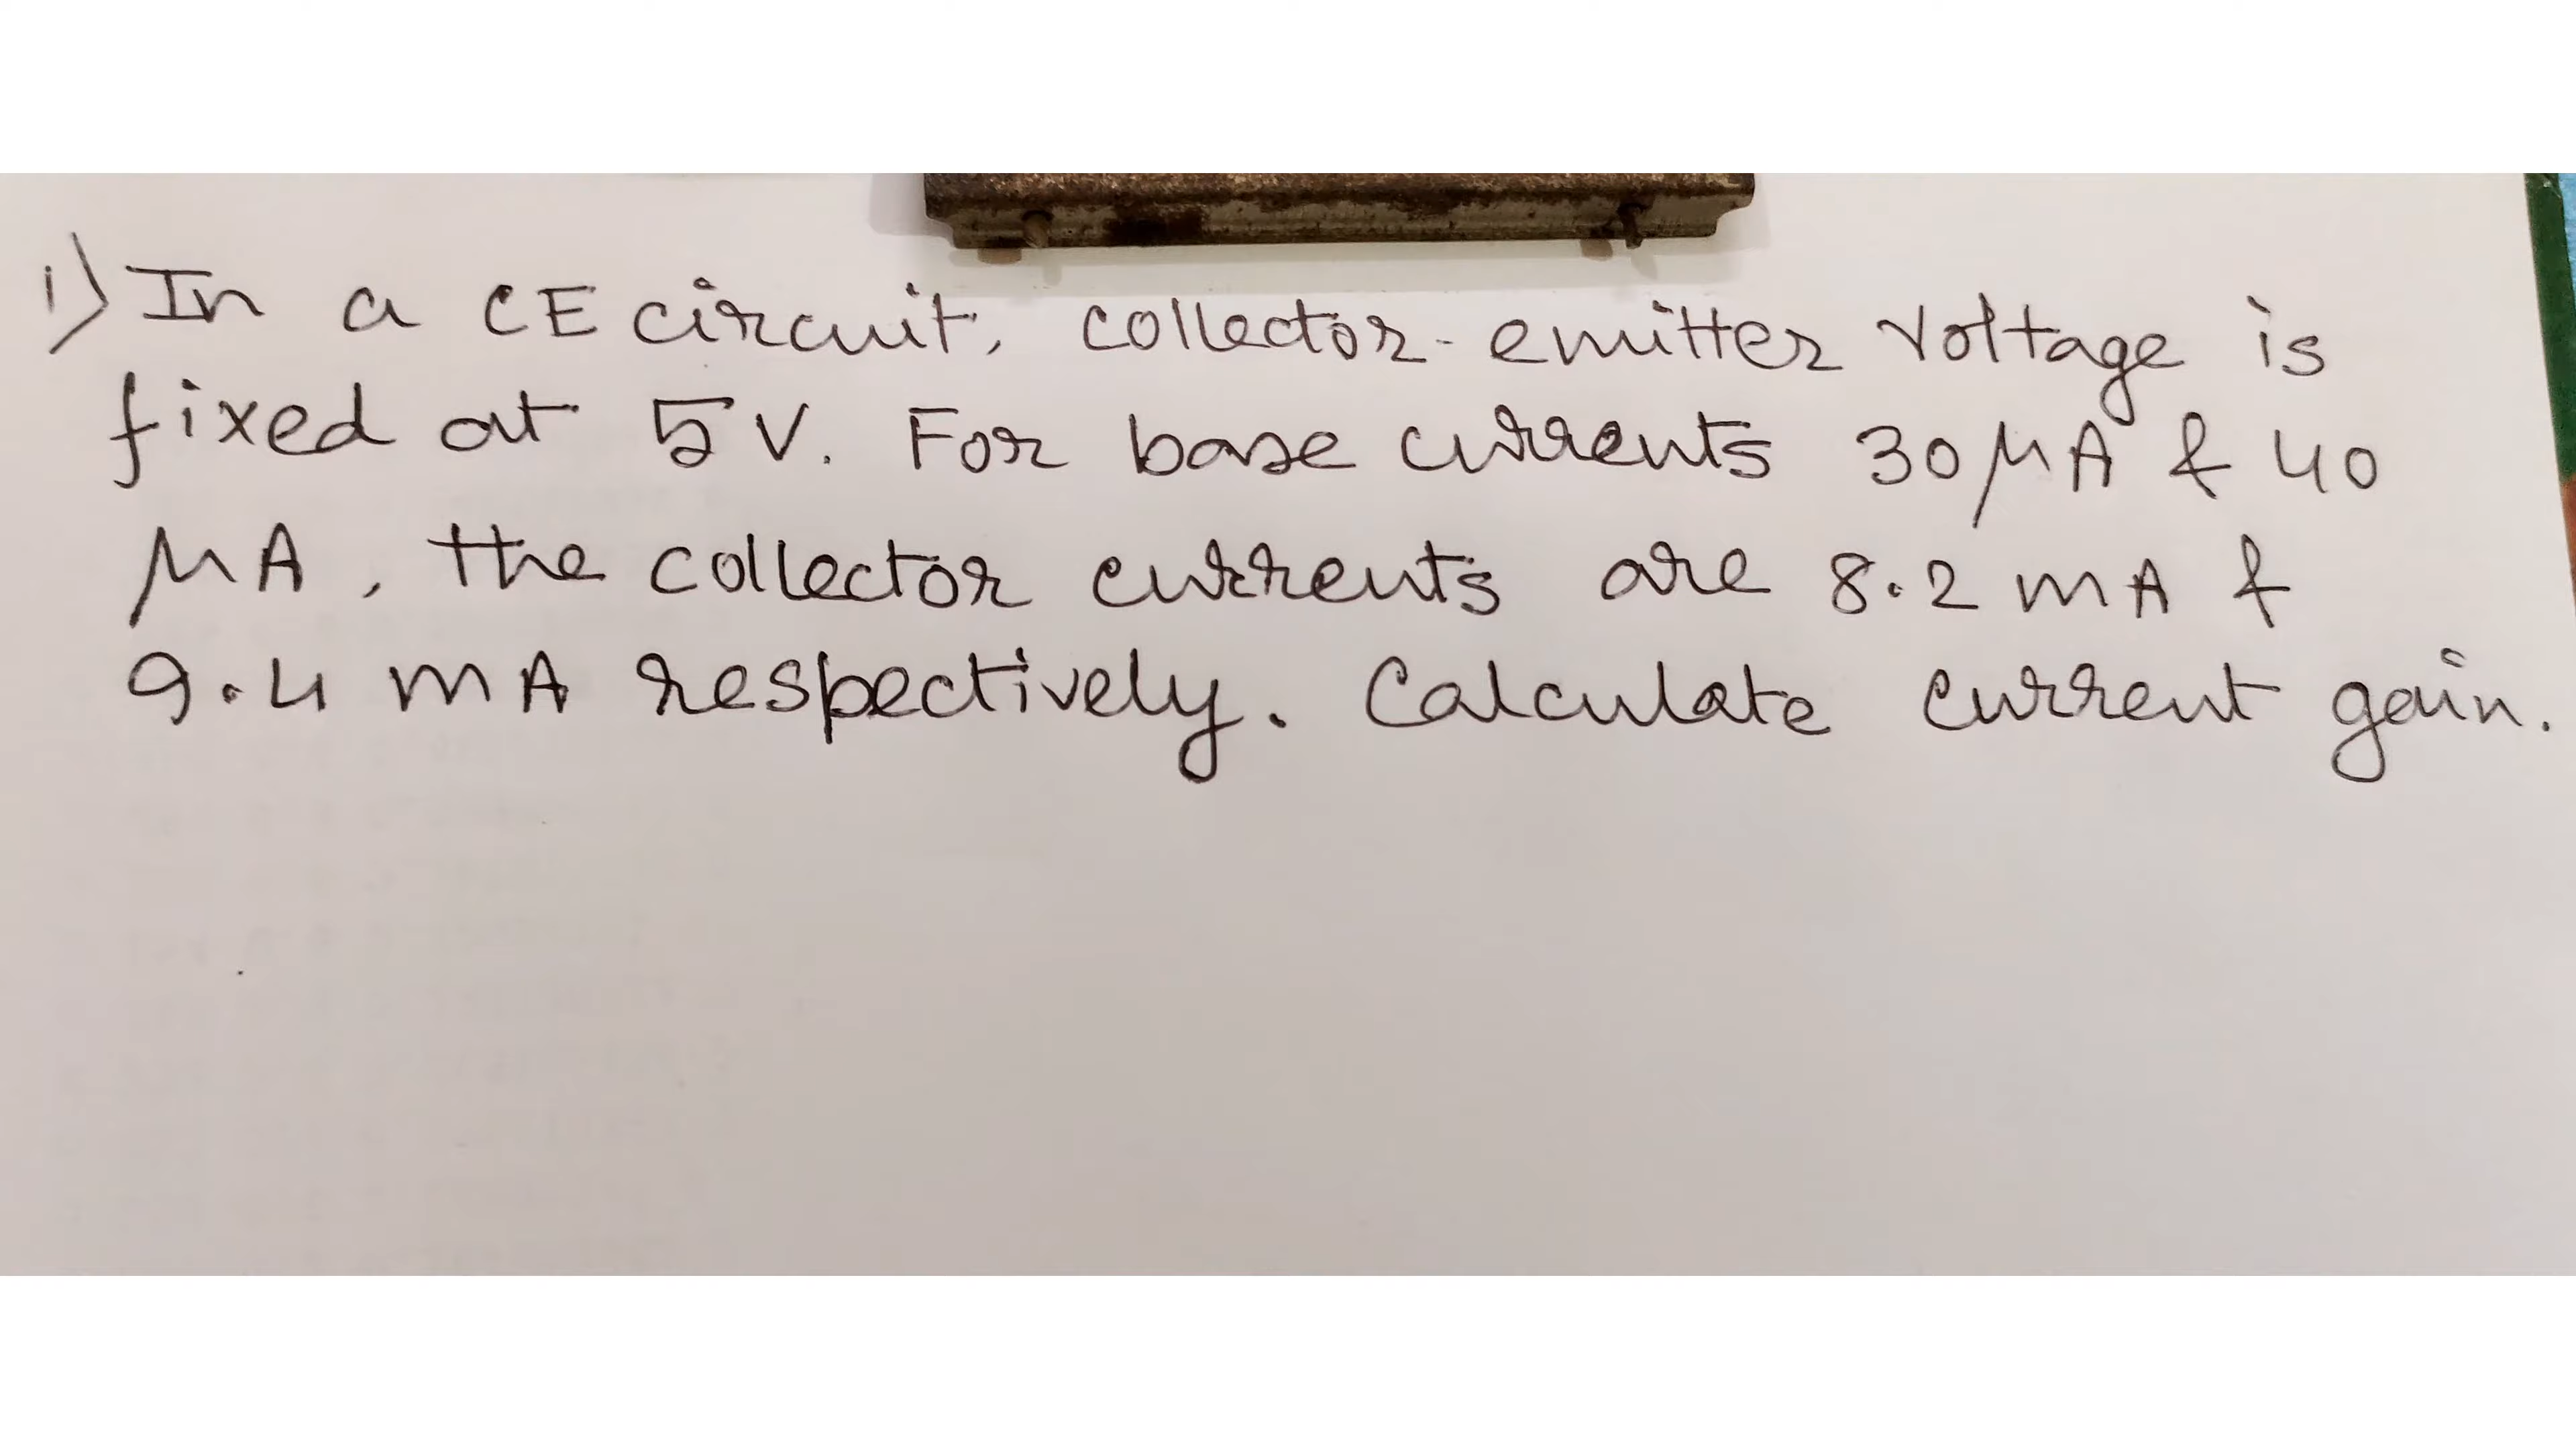 1) In a CE circuit, collector-emitter voltage is
fixed at 5V. For base currents 30μA & 40
μA, the collector currents are 8.2 mA &
9.4 mA respectively. Calculate current gain.